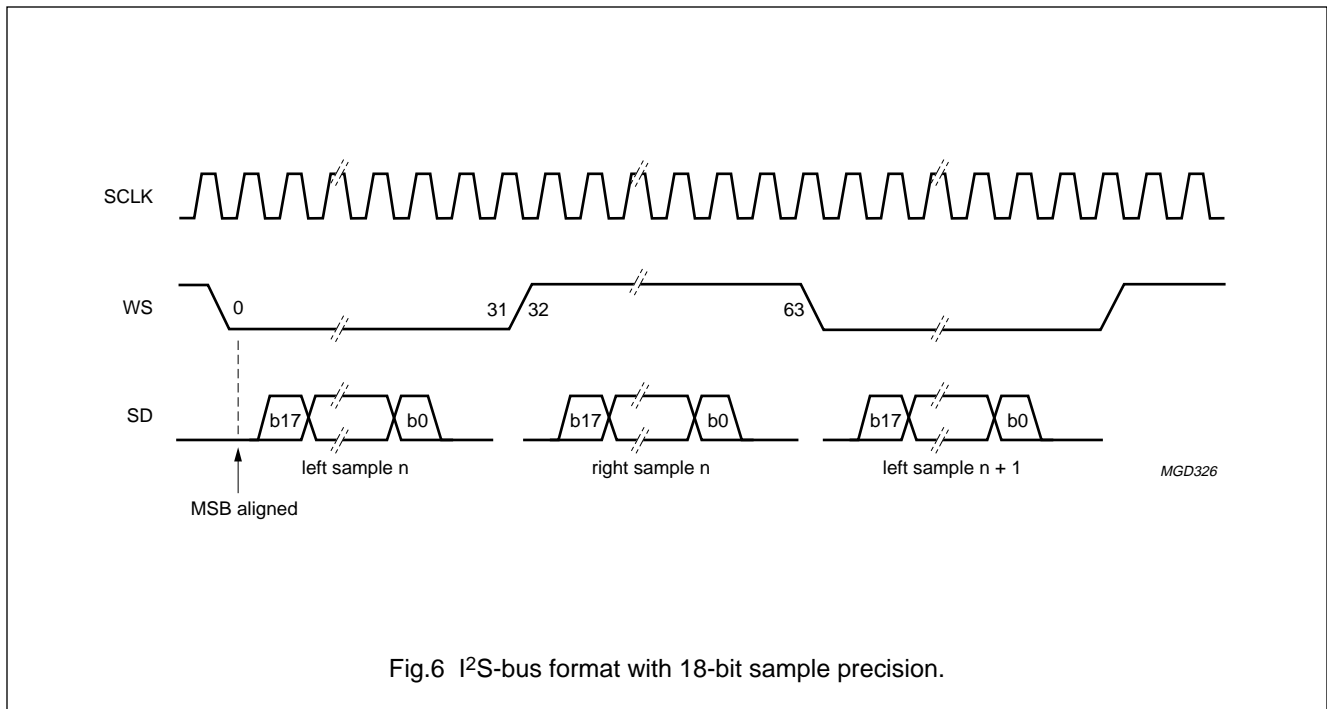 SCLK
WS
0
31
32
63
SD
b17
b0
b17
b0
b17
b0
left sample n
right sample n
left sample n + 1
MGD326
MSB aligned
Fig.6 I²S-bus format with 18-bit sample precision.